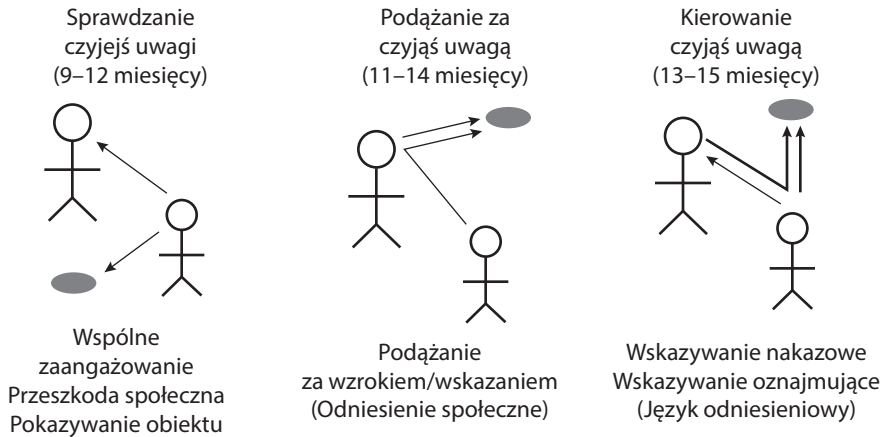 Sprawdzanie
czyjejś uwagi
(9–12 miesięcy)
Podążanie za
czyjąś uwagą
(11–14 miesięcy)
Kierowanie
czyjąś uwagą
(13–15 miesięcy)
Wspólne
zaangażowanie
Przeszkoda społeczna
Pokazywanie obiektu
Podążanie
za wzrokiem/wskazaniem
(Odniesienie społeczne)
Wskazywanie nakazowe
Wskazywanie oznajmujące
(Język odniesieniowy)